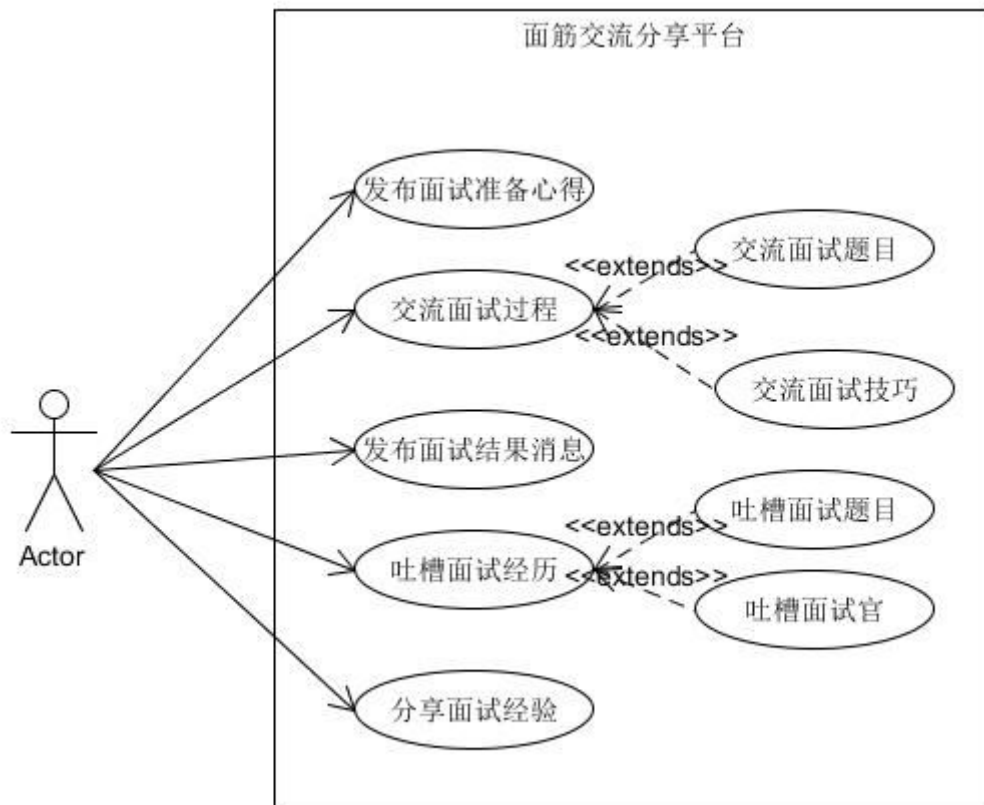 面筋交流分享平台
发布面试准备心得
交流面试题目
<<extends>>
交流面试过程
<<extends>>
交流面试技巧
发布面试结果消息
吐槽面试题目
<<extends>>
Actor
吐槽面试经历
<<extends>>
吐槽面试官
分享面试经验